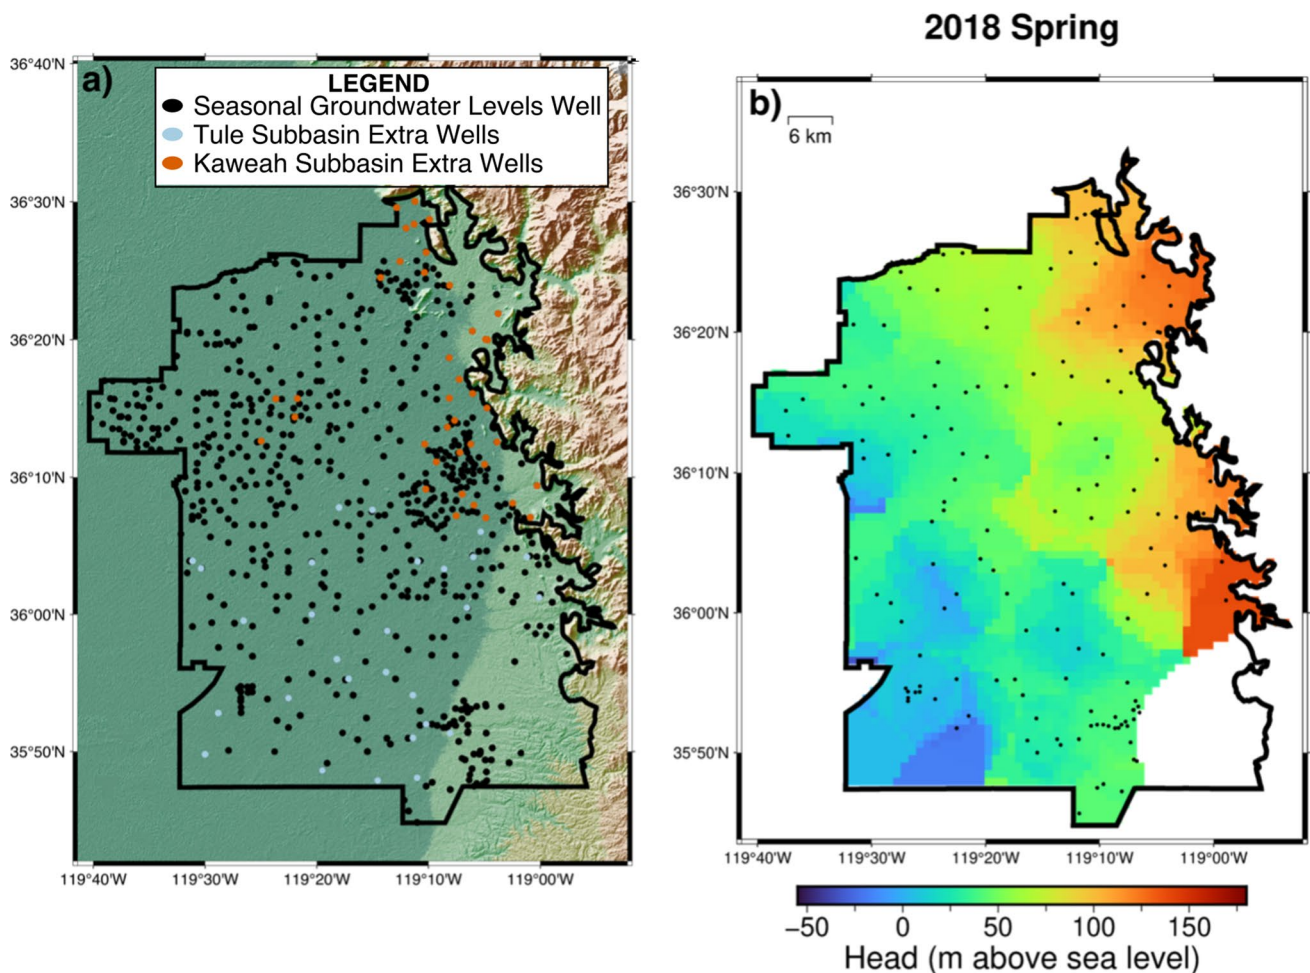 2018 Spring
a)
LEGEND
Seasonal Groundwater Levels Well
Tule Subbasin Extra Wells
Kaweah Subbasin Extra Wells
36°40'N
36°30'N
36°20'N
36°10'N
36°00'N
35°50'N
119°40'W 119°30'W 119°20'W 119°10'W 119°00'W
b)
6 km
36°30'N
36°20'N
36°10'N
36°00'N
35°50'N
119°40'W 119°30'W 119°20'W 119°10'W 119°00'W
−50 0 50 100 150
Head (m above sea level)